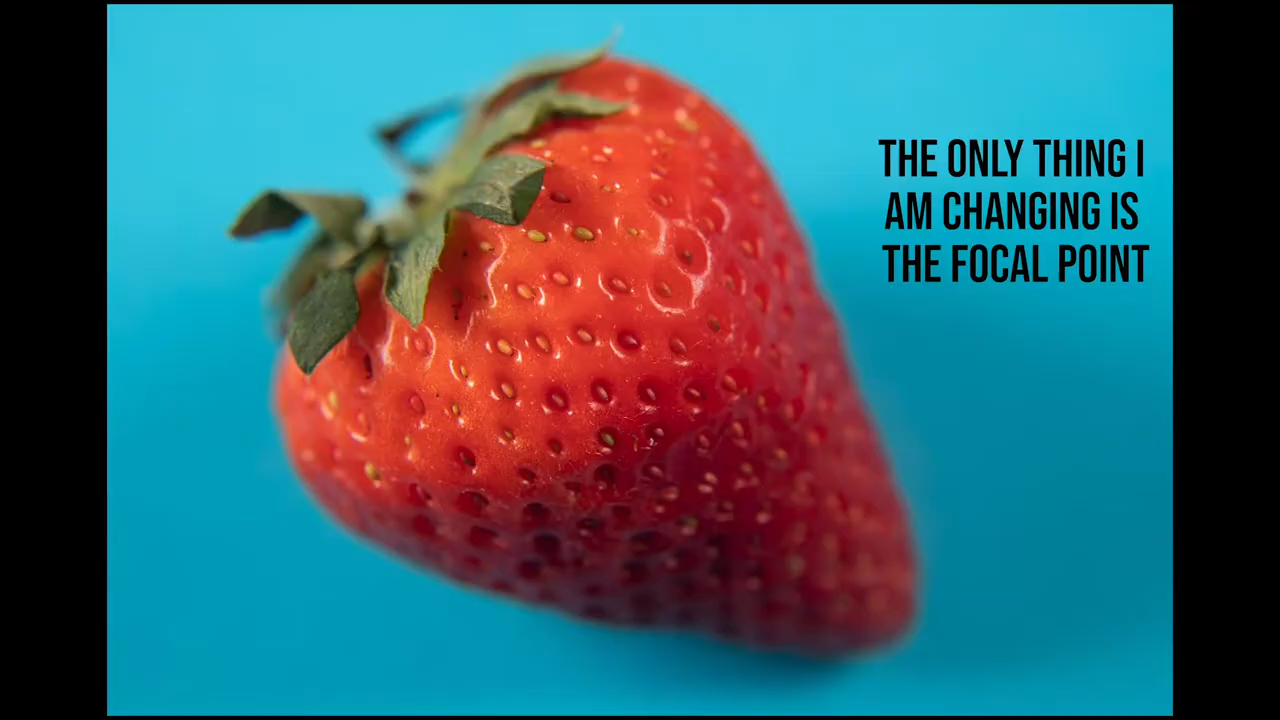 THE ONLY THING I
AM CHANGING IS
THE FOCAL POINT